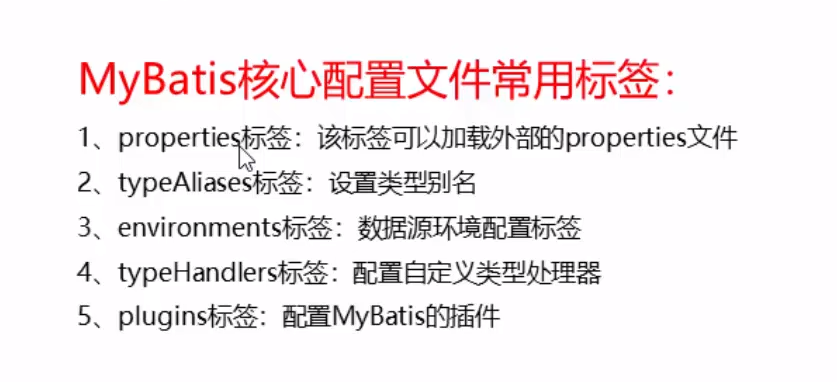 MyBatis核心配置文件常用标签：
1、properties标签：该标签可以加载外部的properties文件
2、typeAliases标签：设置类型别名
3、environments标签：数据源环境配置标签
4、typeHandlers标签：配置自定义类型处理器
5、plugins标签：配置MyBatis的插件